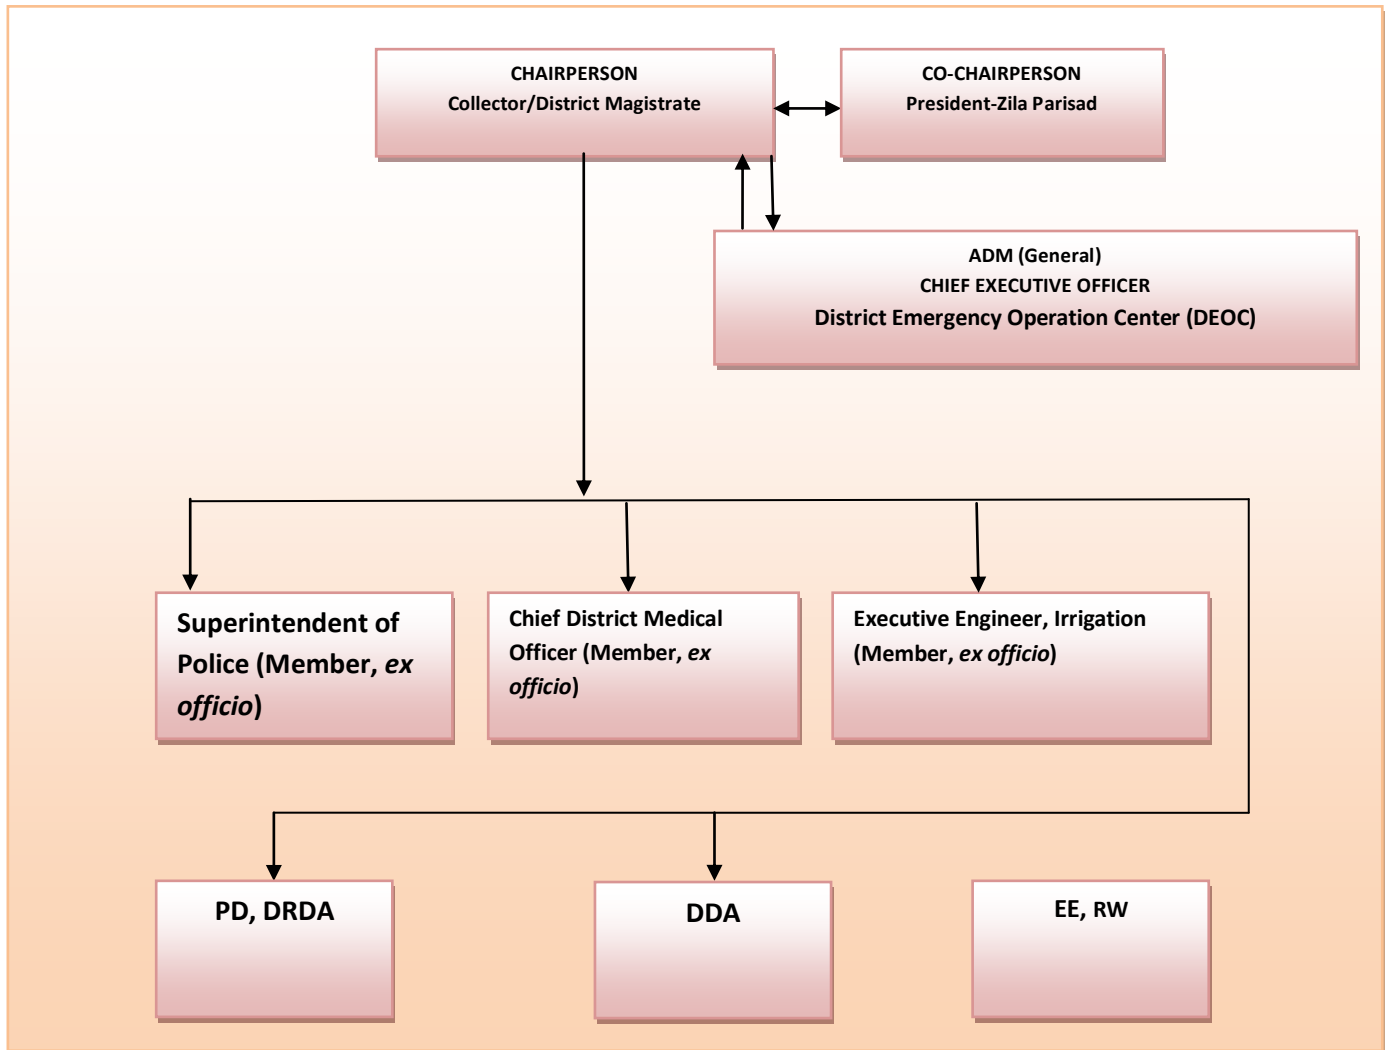 CHAIRPERSON
Collector/District Magistrate
CO-CHAIRPERSON
President-Zila Parisad
ADM (General)
CHIEF EXECUTIVE OFFICER
District Emergency Operation Center (DEOC)
Superintendent of
Police (Member, ex
officio)
Chief District Medical
Officer (Member, ex
officio)
Executive Engineer, Irrigation
(Member, ex officio)
PD, DRDA
DDA
EE, RW